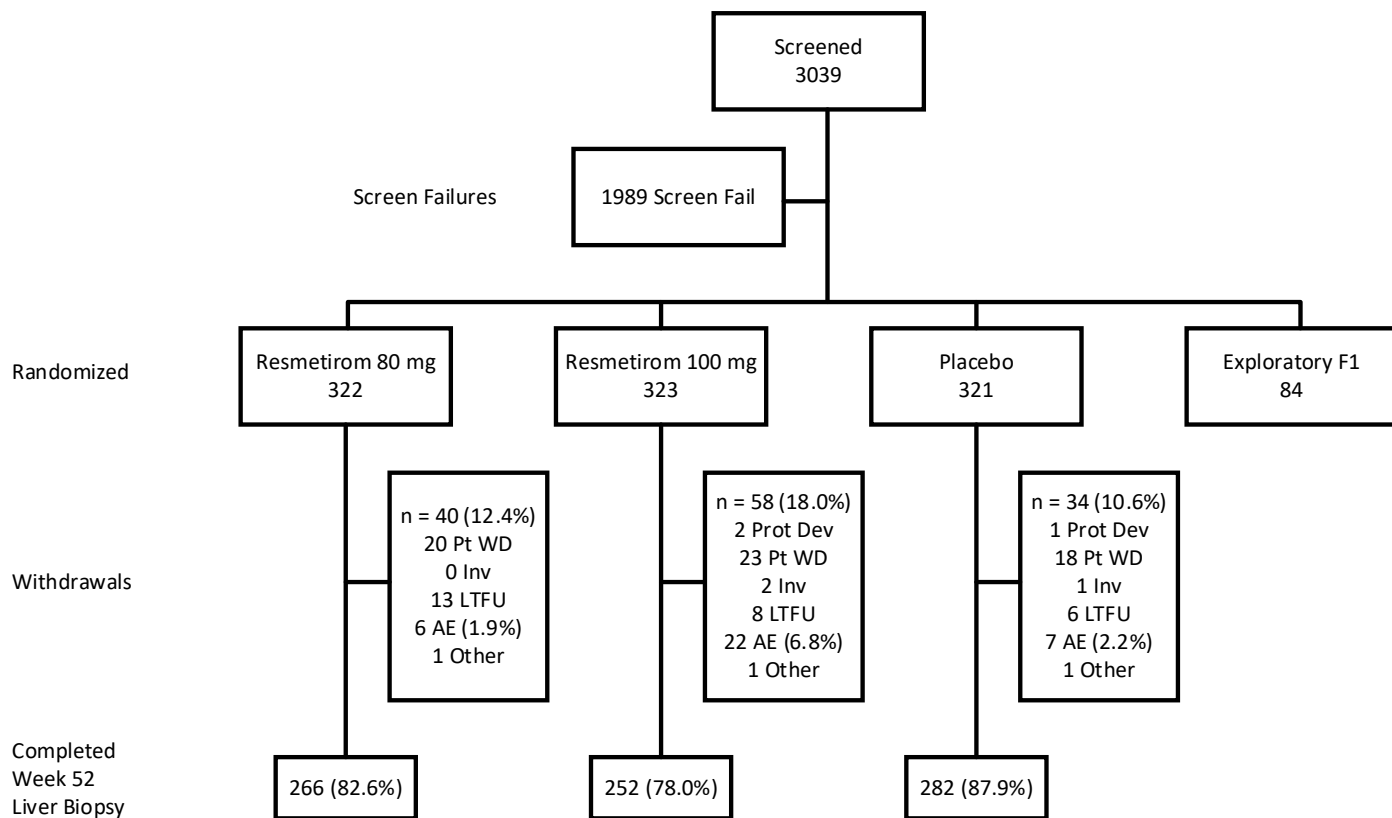 Screened
3039
Screen Failures
1989 Screen Fail
Randomized
Resmetirom 80 mg
322
Resmetirom 100 mg
323
Placebo
321
Exploratory F1
84
Withdrawals
n = 40 (12.4%)
20 Pt WD
0 Inv
13 LTFU
6 AE (1.9%)
1 Other
n = 58 (18.0%)
2 Prot Dev
23 Pt WD
2 Inv
8 LTFU
22 AE (6.8%)
1 Other
n = 34 (10.6%)
1 Prot Dev
18 Pt WD
1 Inv
6 LTFU
7 AE (2.2%)
1 Other
Completed
Week 52
Liver Biopsy
266 (82.6%)
252 (78.0%)
282 (87.9%)